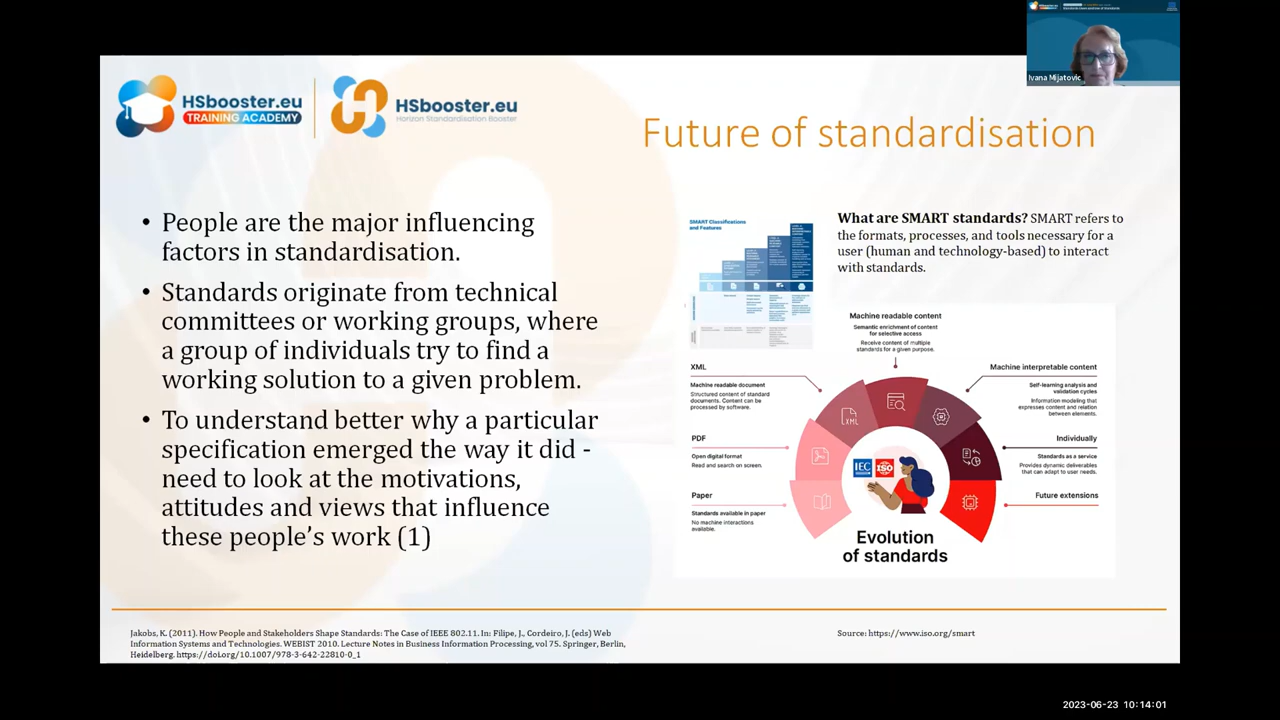 Ivana Mijatovic
HSbooster.eu
TRAINING ACADEMY
HSbooster.eu
Horizon Standardisation Booster
Future of standardisation
• People are the major influencing
factors in standardisation.
• Standards originate from technical
committees or working groups, where
a group of individuals try to find a
working solution to a given problem.
• To understand better why a particular
specification emerged the way it did -
need to look at the motivations,
attitudes and views that influence
these people's work (1)
SMART Classifications
and Features
What are SMART standards? SMART refers to
the formats, processes, and tools necessary for a
user (human and technology-based) to interact
with standards.
Machine readable content
Semantic enrichment of content
for selective access
Receive content of multiple
standards for a given purpose.
XML
Machine readable document
Structured content of standard
documents. Content can be
processed by software.
Machine interpretable content
Self-learning analysis and
validation cycles
Information modeling that
expresses content and relation
between elements.
PDF
Open digital format
Read and search on screen.
Individually
Standards as a service
Provides dynamic deliverables
that can adapt to user needs.
Paper
Standards available in paper
No machine interactions
available.
Future extensions
XML
IEC
ISO
Evolution
of standards
Jakobs, K. (2011). How People and Stakeholders Shape Standards: The Case of IEEE 802.11. In: Filipe, J., Cordeiro, J. (eds) Web
Information Systems and Technologies. WEBIST 2010. Lecture Notes in Business Information Processing, vol 75. Springer, Berlin,
Heidelberg. https://doi.org/10.1007/978-3-642-22810-0_1
Source: https://www.iso.org/smart
2023-06-23 10:14:01